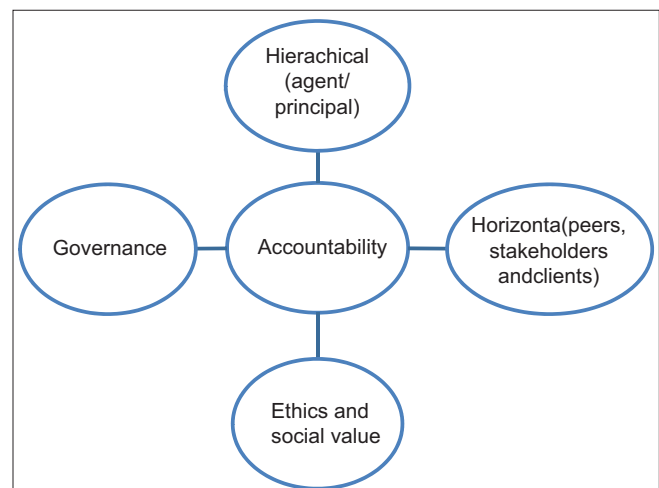 Hierachical
(agent/
principal)
Governance
Accountability
Horizonta(peers,
stakeholders
andclients)
Ethics and
social value